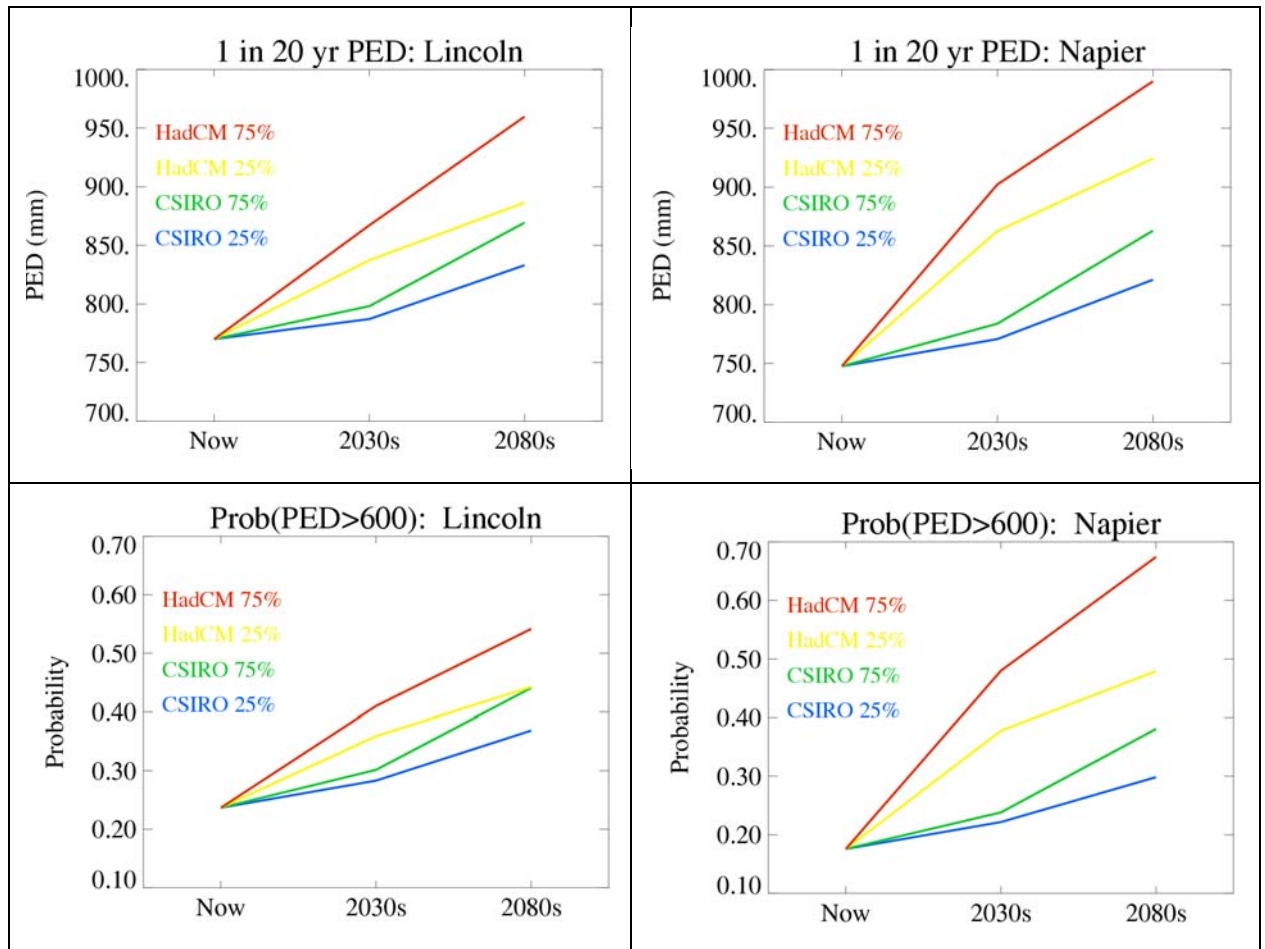 1 in 20 yr PED: Lincoln
1000.
950.
900.
850.
800.
750.
700.
PED (mm)
HadCM 75%
HadCM 25%
CSIRO 75%
CSIRO 25%
Now 2030s 2080s
1 in 20 yr PED: Napier
1000.
950.
900.
850.
800.
750.
700.
PED (mm)
HadCM 75%
HadCM 25%
CSIRO 75%
CSIRO 25%
Now 2030s 2080s
Prob(PED>600): Lincoln
0.70
0.60
0.50
0.40
0.30
0.20
0.10
Probability
HadCM 75%
HadCM 25%
CSIRO 75%
CSIRO 25%
Now 2030s 2080s
Prob(PED>600): Napier
0.70
0.60
0.50
0.40
0.30
0.20
0.10
Probability
HadCM 75%
HadCM 25%
CSIRO 75%
CSIRO 25%
Now 2030s 2080s